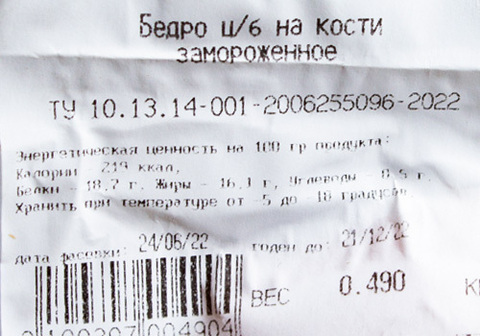 Бедро ц/б на кости
замороженное
ТУ 10.13.14-001-2006255096-2022
Энергетическая ценность на 100 гр продукта:
Калории - 219 ккал,
Белки - 18,7 г, Жиры - 16,1 г, Углеводы -
Хранить при температуре от -5 до -18 градусов.
дата фасовки: 24/06/22 годен до: 21/12/22
ВЕС 0.490